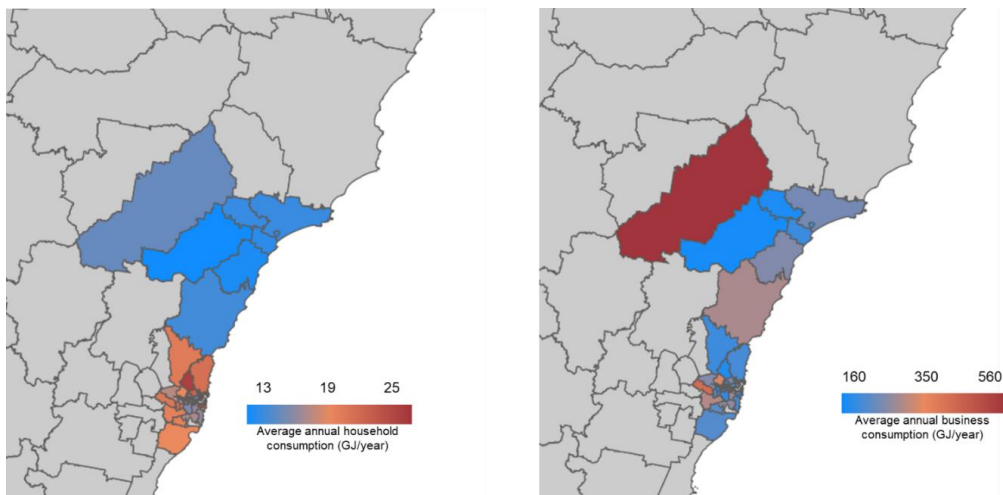 13 19 25
Average annual household
consumption (GJ/year)
160 350 560
Average annual business
consumption (GJ/year)